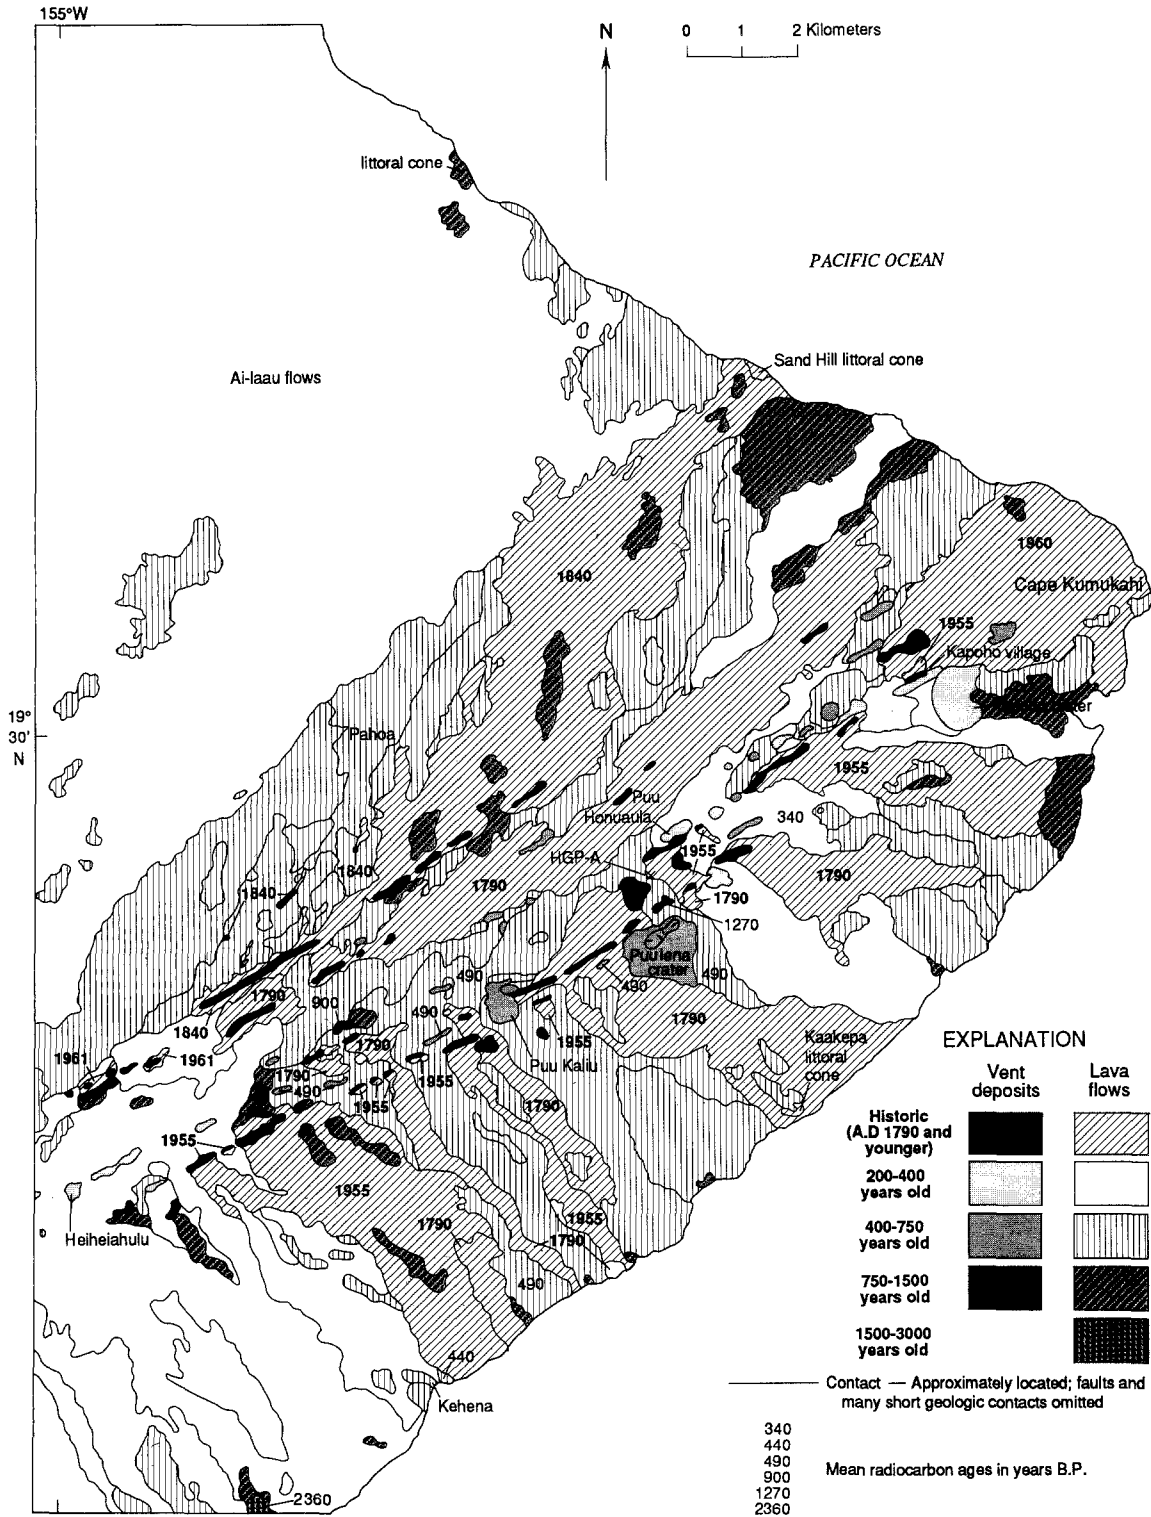 155°W
N
0 1 2 Kilometers
littoral cone
PACIFIC OCEAN
Ai-laau flows
Sand Hill littoral cone
1960
1840
Cape Kumukahi
1955
Kapoho village
19°
30'
N
Pahoa
1955
Puu
Honuaula
340
HGP-A
1955
1840
1840
1790
1790
1790
1270
Puulena
crater
490
490
490
1790
900
490
1790
1840
1955
Kaakepa
littoral
cone
1961
1961
1790
Puu Kaliu
1790
490
1955
1955
1790
1955
1955
1790
1955
1790
Heiheiahulu
490
440
Kehena
2360
EXPLANATION
Vent
deposits
Lava
flows
Historic
(A.D 1790 and
younger)
200-400
years old
400-750
years old
750-1500
years old
1500-3000
years old
Contact — Approximately located; faults and
many short geologic contacts omitted
340
440
490
900
1270
2360
Mean radiocarbon ages in years B.P.